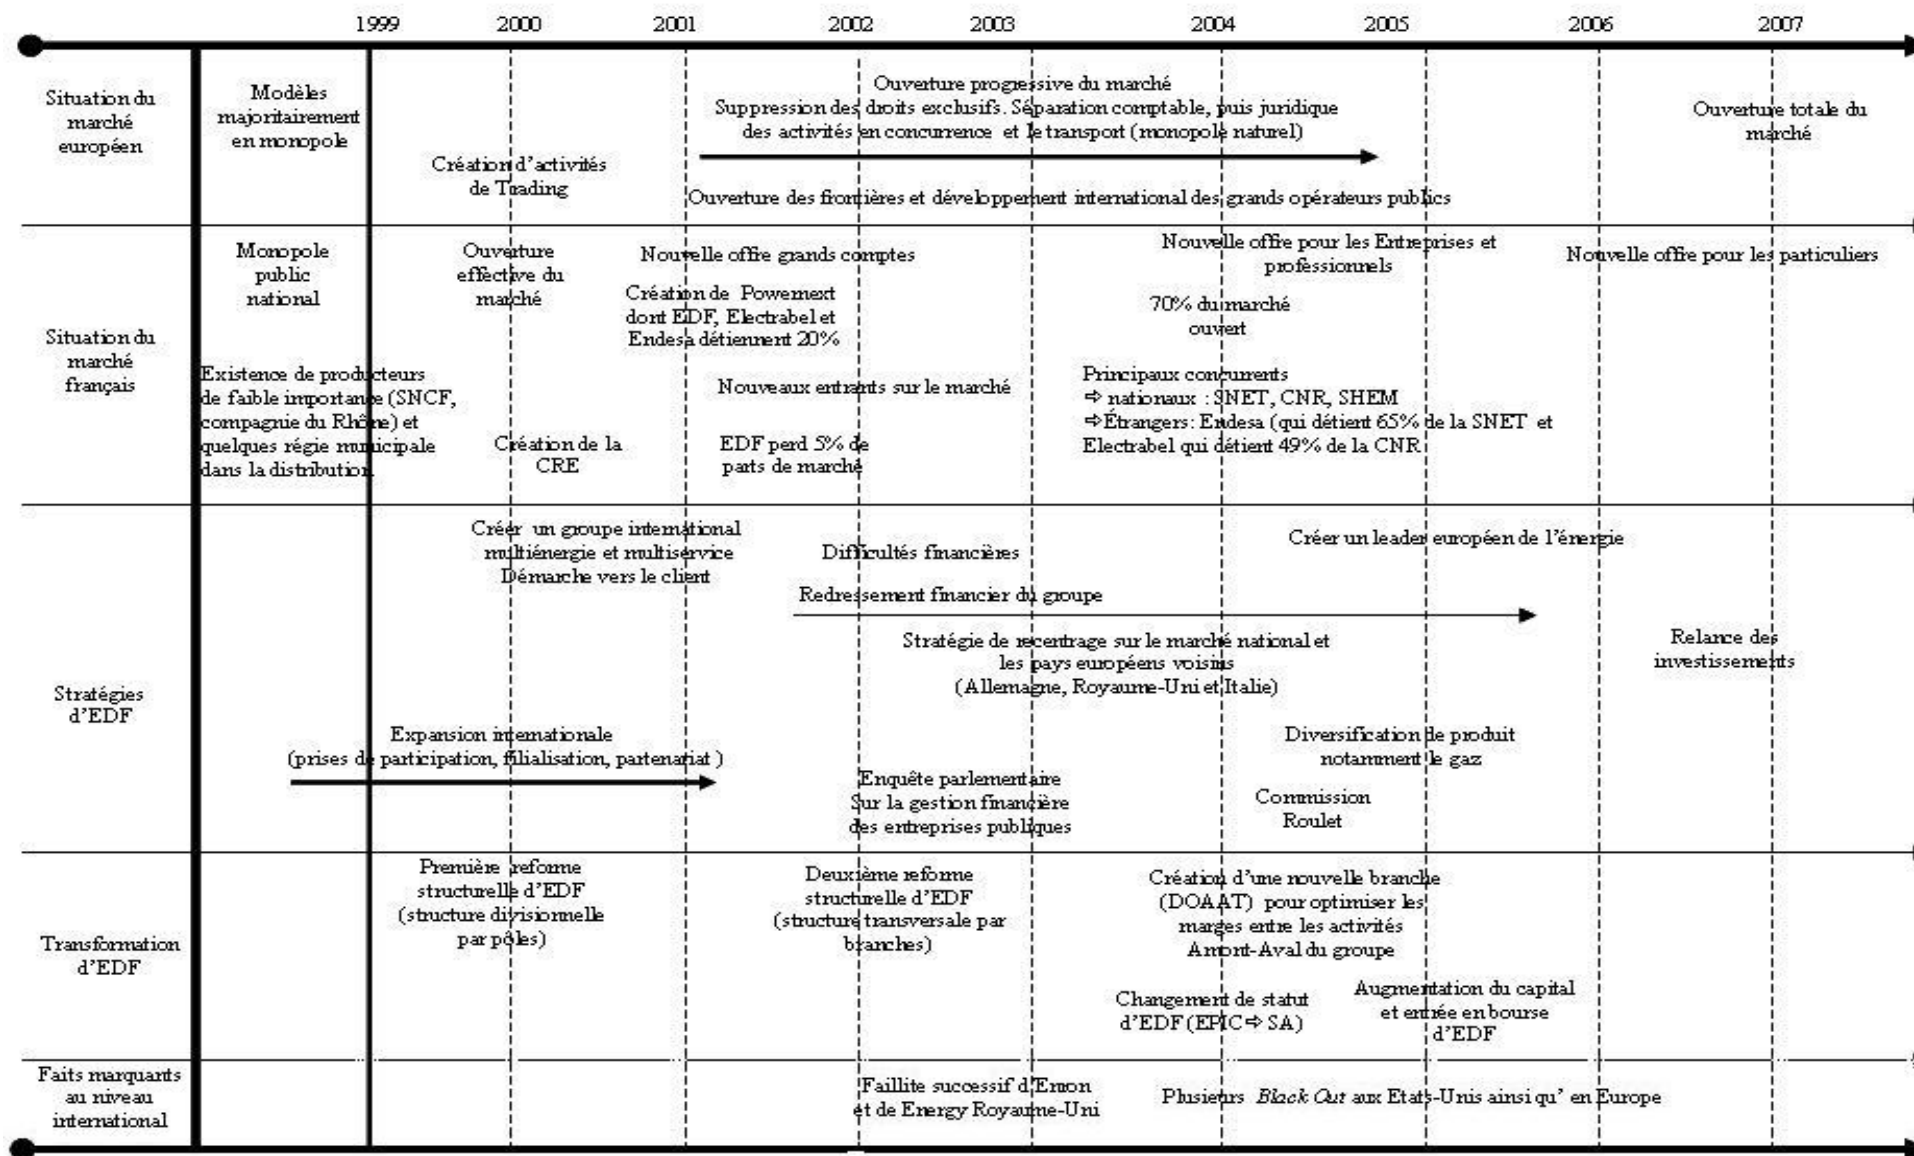 1999 2000 2001 2002 2003 2004 2005 2006 2007
Situation du
marché
européen
Modèles
majoritairement
en monopole
Création d'activités
de Trading
Ouverture progressive du marché
Suppression des droits exclusifs. Séparation comptable, puis juridique
des activités en concurrence et le transport (monopole naturel)
Ouverture des frontières et développement international des grands opérateurs publics
Ouverture totale du
marché
Situation du
marché
français
Monopole
public
national
Existence de producteurs
de faible importance (SNCF,
compagnie du Rhône) et
quelques régie municipale
dans la distribution
Ouverture
effective du
marché
Création de la
CRE
Nouvelle offre grands comptes
Création de Powernext
dont EDF, Electrabel et
Endesa détiennent 20%
Nouveaux entrants sur le marché
EDF perd 5% de
parts de marché
Nouvelle offre pour les Entreprises et
professionnels
70% du marché
ouvert
Principaux concurrents
⇨ nationaux : SNET, CNR, SHEM
⇨Étrangers: Endesa (qui détient 65% de la SNET et
Electrabel qui détient 49% de la CNR
Nouvelle offre pour les particuliers
Stratégies
d'EDF
Créer un groupe international
multiénergie et multiservice
Démarche vers le client
Expansion internationale
(prises de participation, filialisation, partenariat )
Difficultés financières
Redressement financier du groupe
Stratégie de recentrage sur le marché national et
les pays européens voisins
(Allemagne, Royaume-Uni et Italie)
Enquête parlementaire
Sur la gestion financière
des entreprises publiques
Créer un leader européen de l'énergie
Diversification de produit
notamment le gaz
Commission
Roulet
Relance des
investissements
Transformation
d'EDF
Première reforme
structurelle d'EDF
(structure divisionnelle
par pôles)
Deuxième reforme
structurelle d'EDF
(structure transversale par
branches)
Création d'une nouvelle branche
(DOAAT) pour optimiser les
marges entre les activités
Amont-Aval du groupe
Changement de statut
d'EDF (EPIC ⇨ SA)
Augmentation du capital
et entrée en bourse
d'EDF
Faits marquants
au niveau
international
Faillite successif d'Enron
et de Energy Royaume-Uni
Plusieurs Black Out aux Etats-Unis ainsi qu' en Europe